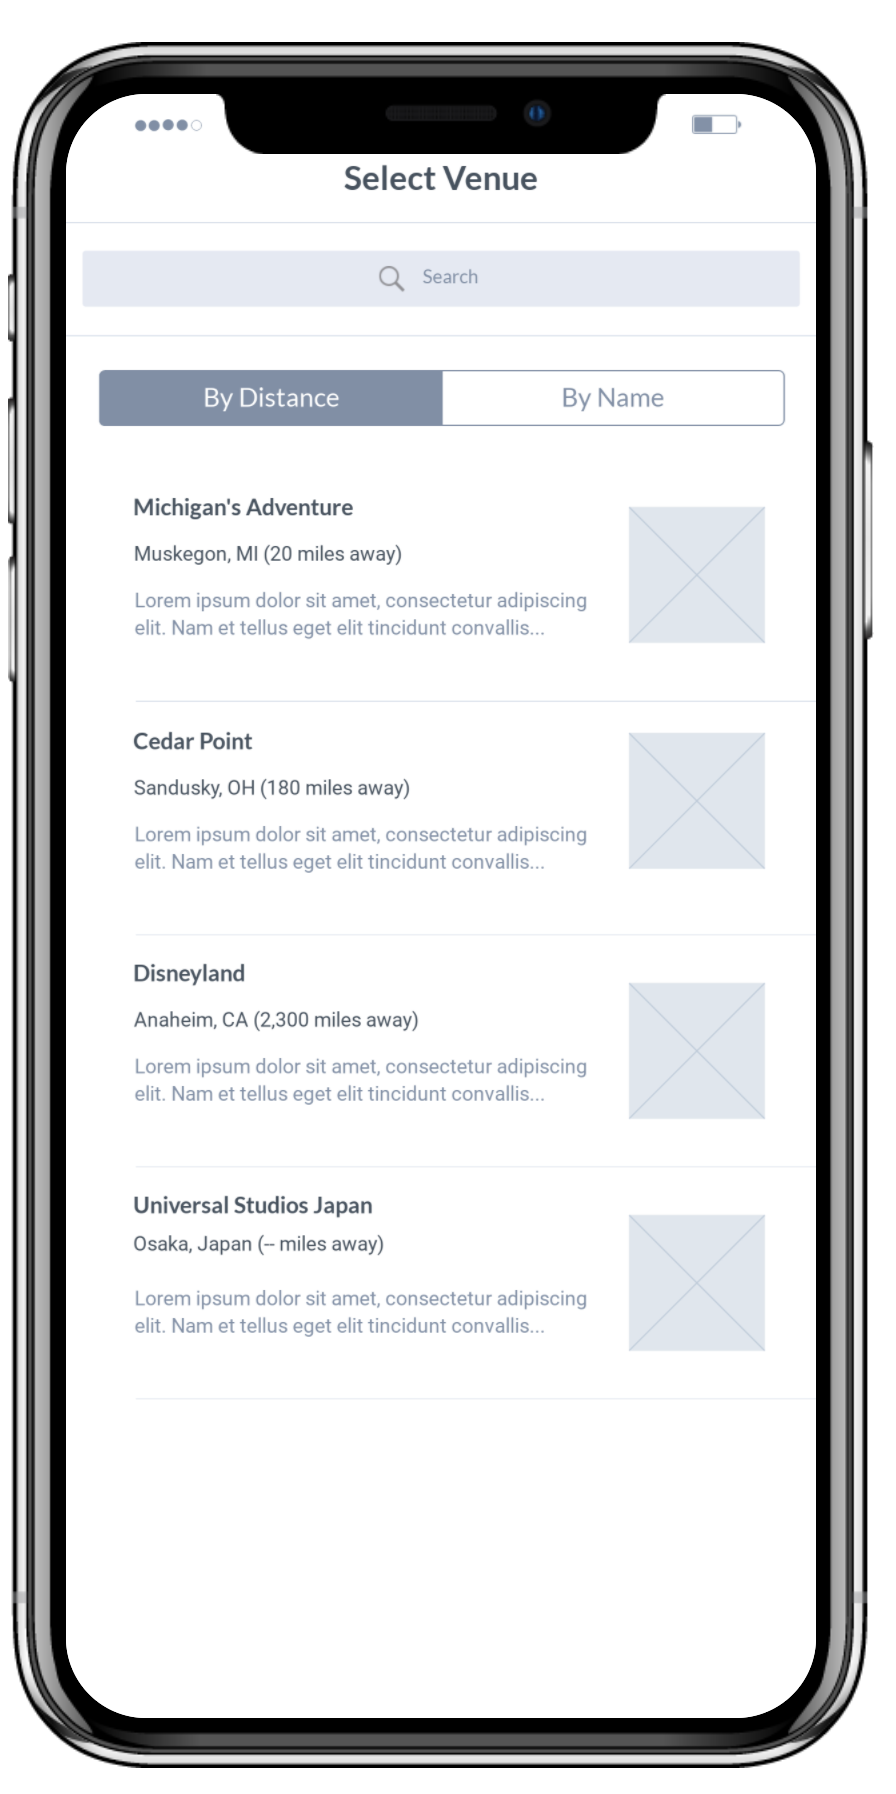 Select Venue
Search
By Distance
By Name
Michigan's Adventure
Muskegon, MI (20 miles away)
Lorem ipsum dolor sit amet, consectetur adipiscing
elit. Nam et tellus eget elit tincidunt convallis...
Cedar Point
Sandusky, OH (180 miles away)
Lorem ipsum dolor sit amet, consectetur adipiscing
elit. Nam et tellus eget elit tincidunt convallis...
Disneyland
Anaheim, CA (2,300 miles away)
Lorem ipsum dolor sit amet, consectetur adipiscing
elit. Nam et tellus eget elit tincidunt convallis...
Universal Studios Japan
Osaka, Japan (-- miles away)
Lorem ipsum dolor sit amet, consectetur adipiscing
elit. Nam et tellus eget elit tincidunt convallis...